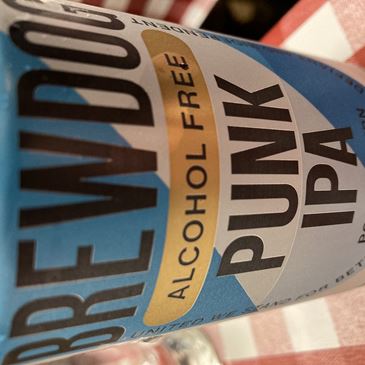 BREWDOG
ALCOHOL FREE
PUNK
IPA
UNITED WE STAND FOR BET